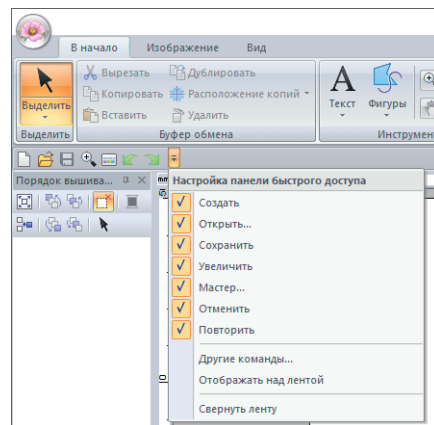 В начало Изображение Вид
Вырезать Дублировать
Копировать Расположение копий
Вставить Удалить
Выделить
Текст Фигуры
Выделить Буфер обмена Инструмен
Порядок вышива...
Настройка панели быстрого доступа
Создать
Открыть...
Сохранить
Увеличить
Мастер...
Отменить
Повторить
Другие команды...
Отображать над лентой
Свернуть ленту